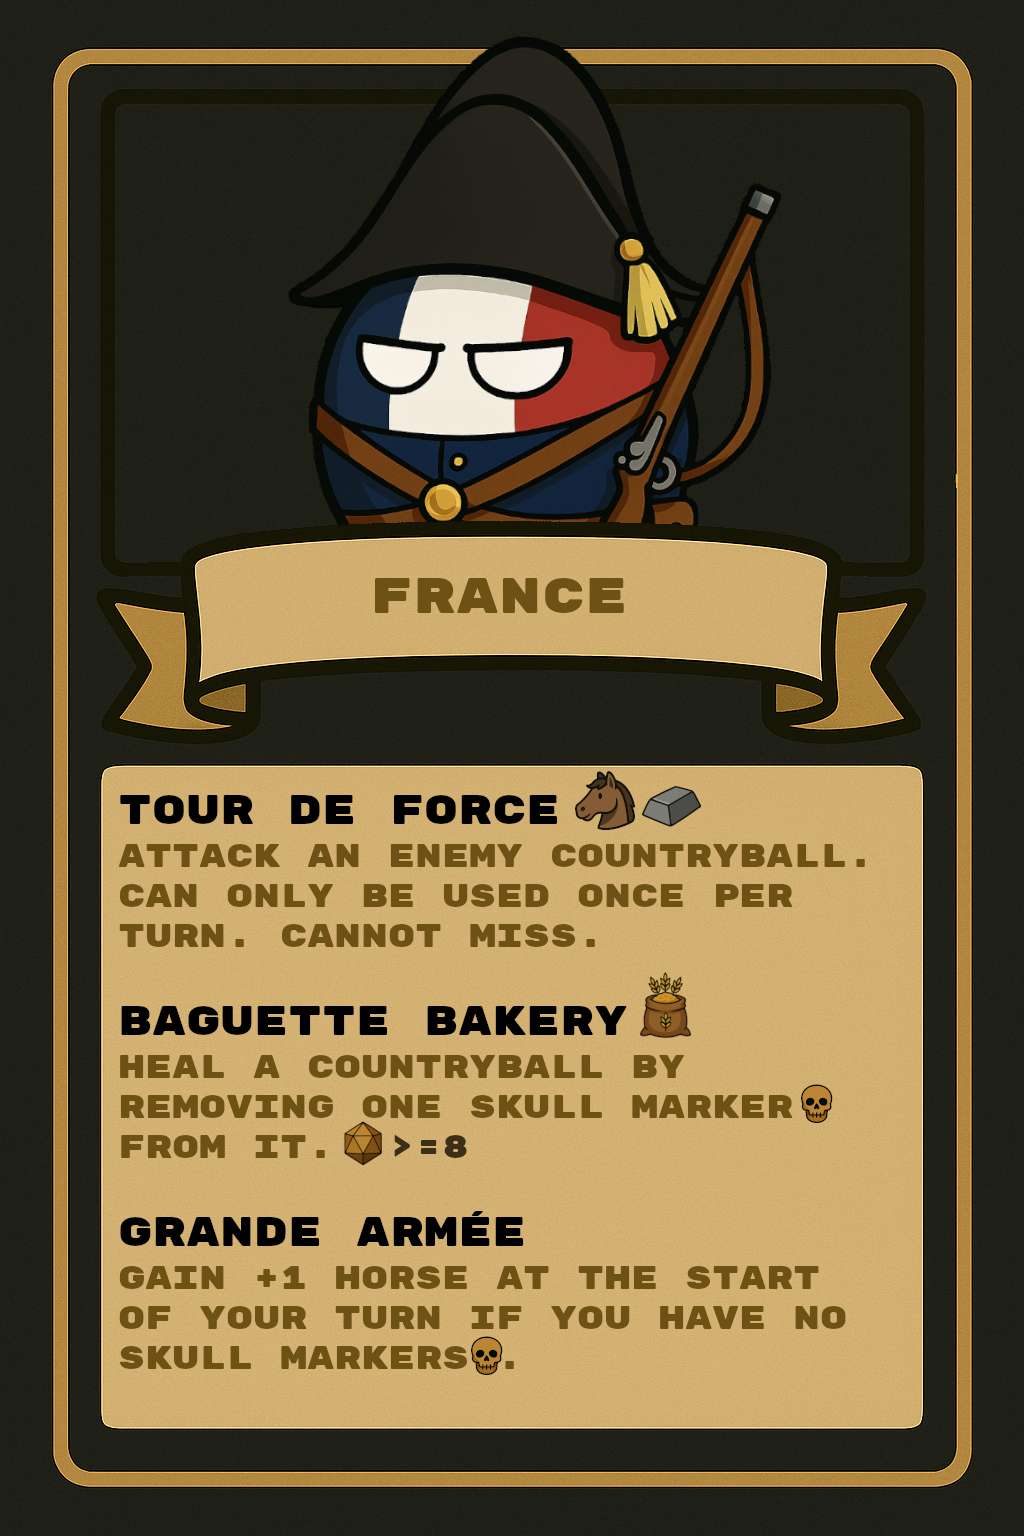 FRANCE
TOUR DE FORCE
ATTACK AN ENEMY COUNTRYBALL.
CAN ONLY BE USED ONCE PER
TURN. CANNOT MISS.
BAGUETTE BAKERY
HEAL A COUNTRYBALL BY
REMOVING ONE SKULL MARKER
FROM IT. >=8
GRANDE ARMÉE
GAIN +1 HORSE AT THE START
OF YOUR TURN IF YOU HAVE NO
SKULL MARKERS.